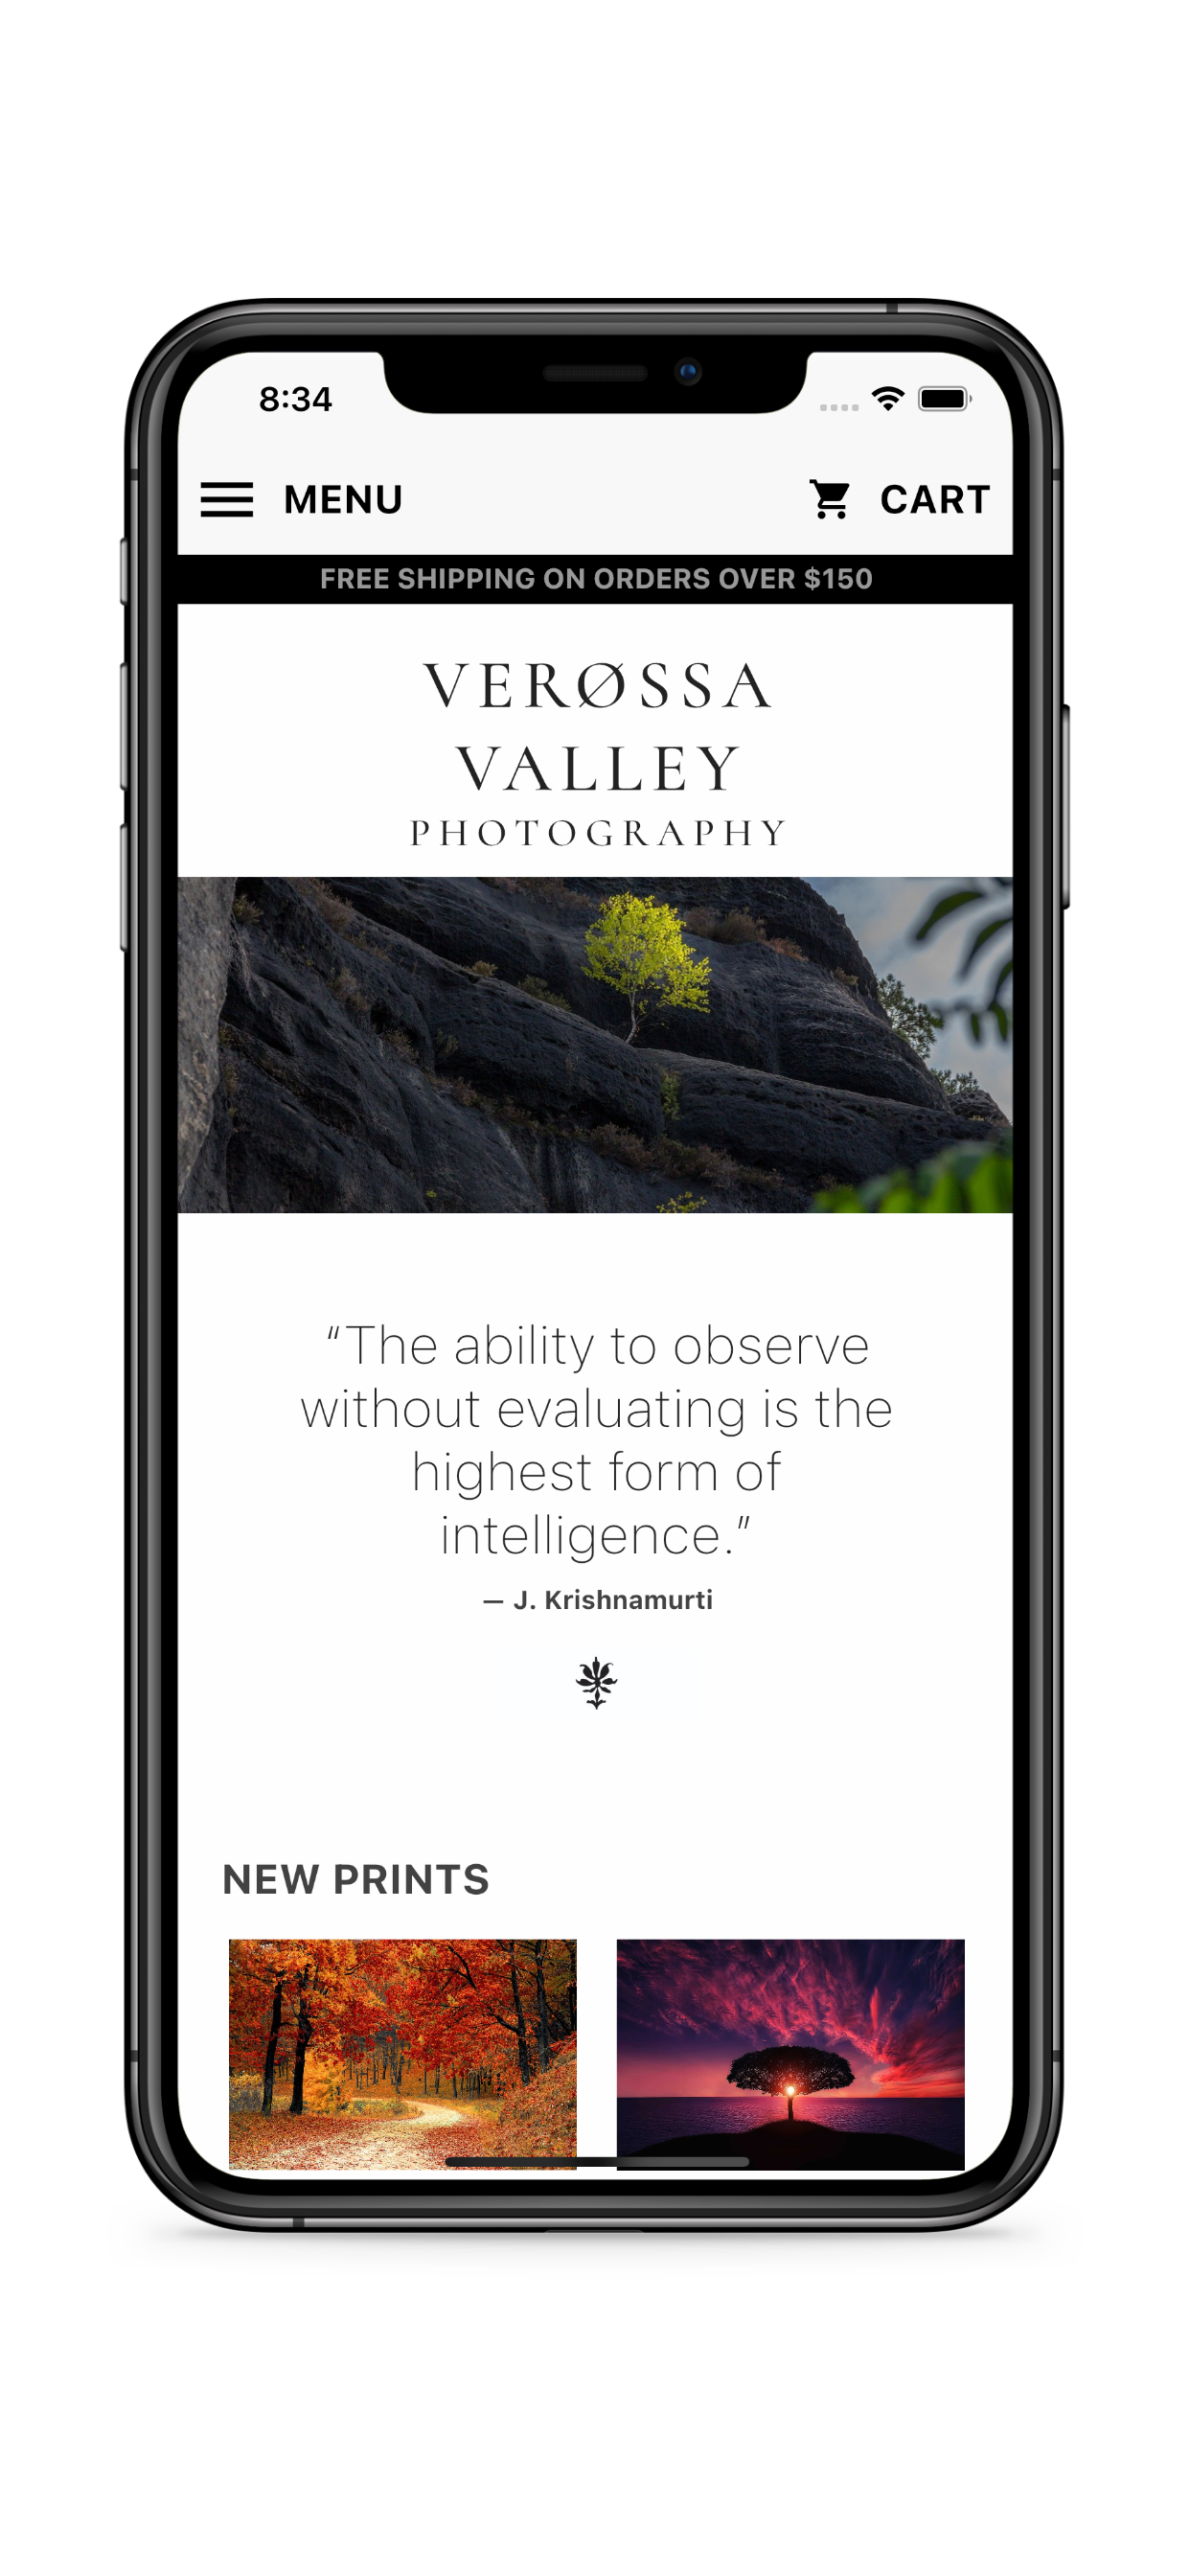 8:34
MENU CART
FREE SHIPPING ON ORDERS OVER $150
VERØSSA
VALLEY
PHOTOGRAPHY
“The ability to observe
without evaluating is the
highest form of
intelligence.”
— J. Krishnamurti
NEW PRINTS